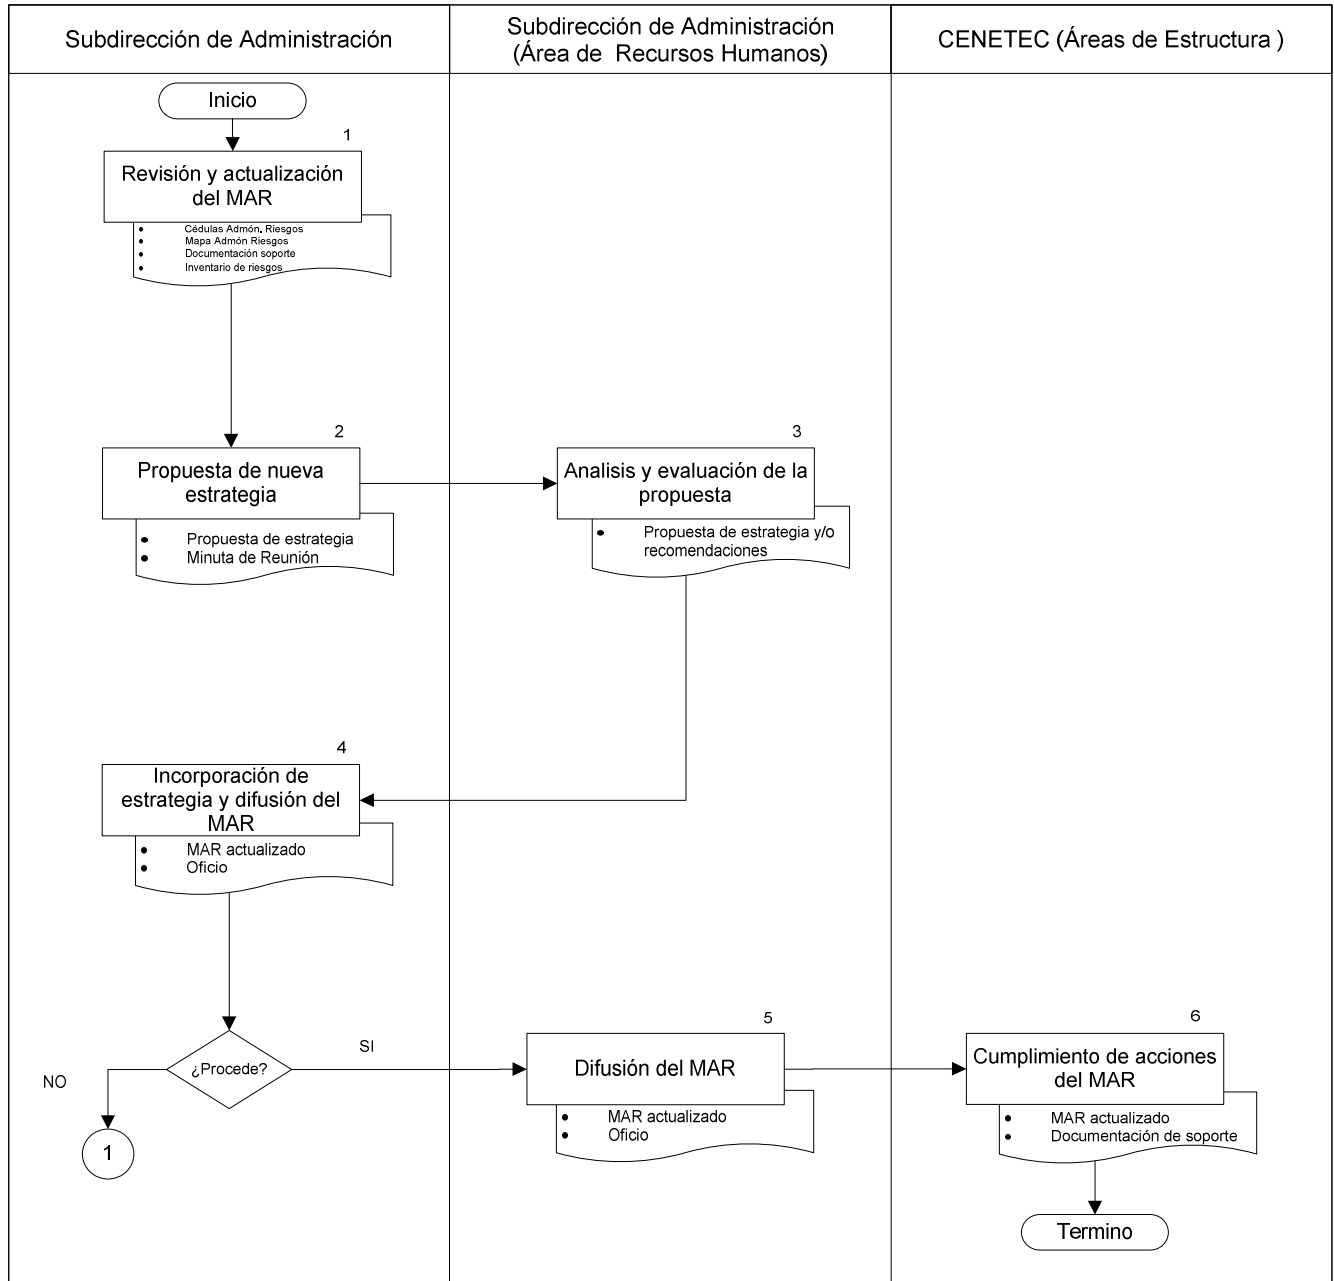 Subdirección de Administración
Subdirección de Administración
(Área de Recursos Humanos)
CENETEC (Áreas de Estructura )
Inicio
1
Revisión y actualización
del MAR
• Cédulas Admón. Riesgos
• Mapa Admón Riesgos
• Documentación soporte
• Inventario de riesgos
2
Propuesta de nueva
estrategia
• Propuesta de estrategia
• Minuta de Reunión
3
Analisis y evaluación de la
propuesta
• Propuesta de estrategia y/o
recomendaciones
4
Incorporación de
estrategia y difusión del
MAR
• MAR actualizado
• Oficio
¿Procede?
NO
1
SI
5
Difusión del MAR
• MAR actualizado
• Oficio
6
Cumplimiento de acciones
del MAR
• MAR actualizado
• Documentación de soporte
Termino